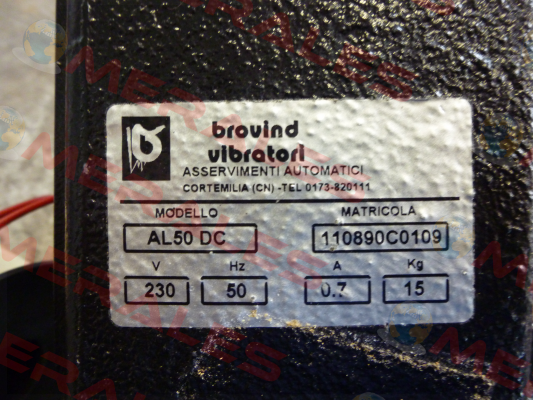 brovind
vibratori
ASSERVIMENTI AUTOMATICI
CORTEMILIA (CN) -TEL 0173-820111
MODELLO MATRICOLA
AL50 DC 110890C0109
V Hz A Kg
230 50 0.7 15